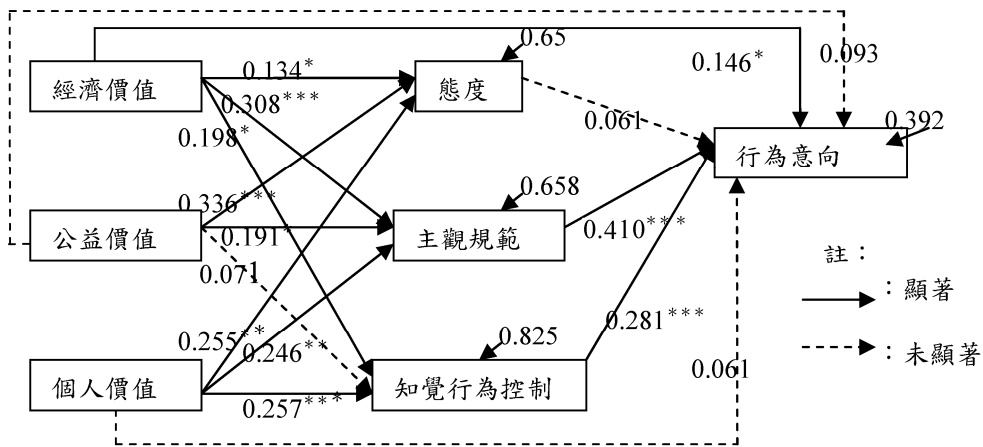 0.65
0.146*
0.093
經濟價值
0.134*
態度
0.308***
0.198*
0.061
0.392
行為意向
0.336***
0.658
公益價值
0.191*
主觀規範
0.410***
0.071
註：
：顯著
0.255**
0.246**
0.825
0.281***
：未顯著
個人價值
知覺行為控制
0.061
0.257***